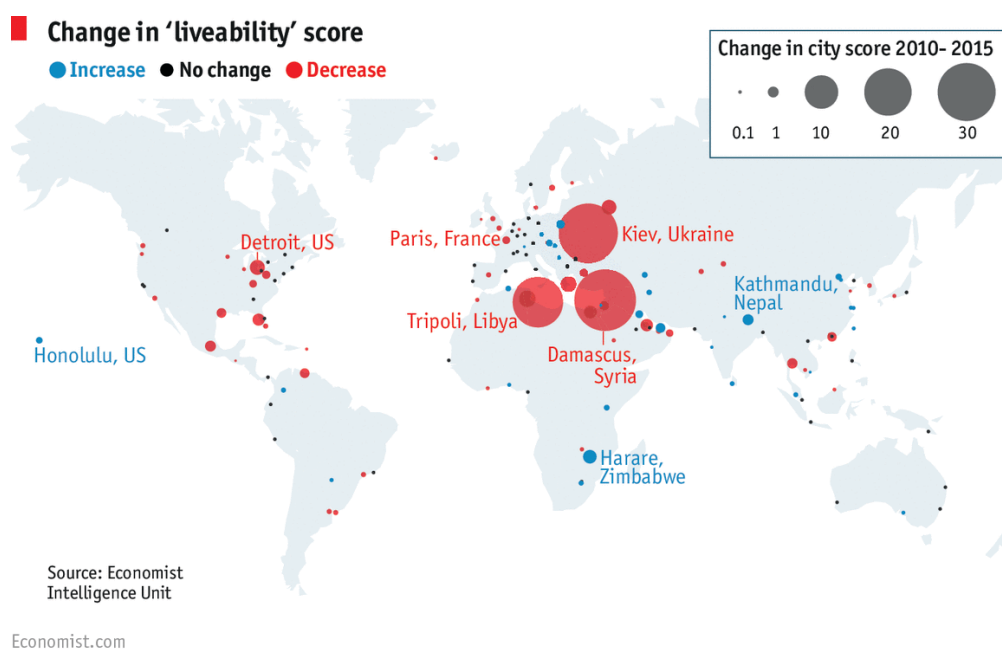 Change in ‘liveability’ score
Increase No change Decrease
Change in city score 2010- 2015
0.1 1 10 20 30
Detroit, US
Paris, France
Kiev, Ukraine
Kathmandu,
Nepal
Tripoli, Libya
Honolulu, US
Damascus,
Syria
Harare,
Zimbabwe
Source: Economist
Intelligence Unit
Economist.com